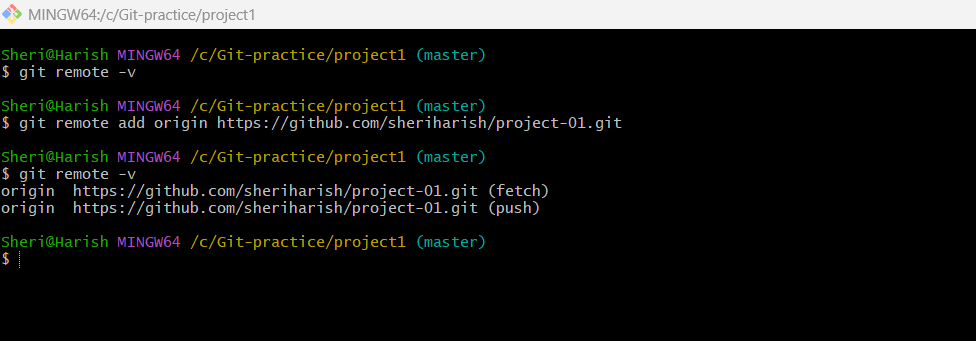 MINGW64:/c/Git-practice/project1
Sheri@Harish MINGW64 /c/Git-practice/project1 (master)
$ git remote -v
Sheri@Harish MINGW64 /c/Git-practice/project1 (master)
$ git remote add origin https://github.com/sheriharish/project-01.git
Sheri@Harish MINGW64 /c/Git-practice/project1 (master)
$ git remote -v
origin  https://github.com/sheriharish/project-01.git (fetch)
origin  https://github.com/sheriharish/project-01.git (push)
Sheri@Harish MINGW64 /c/Git-practice/project1 (master)
$